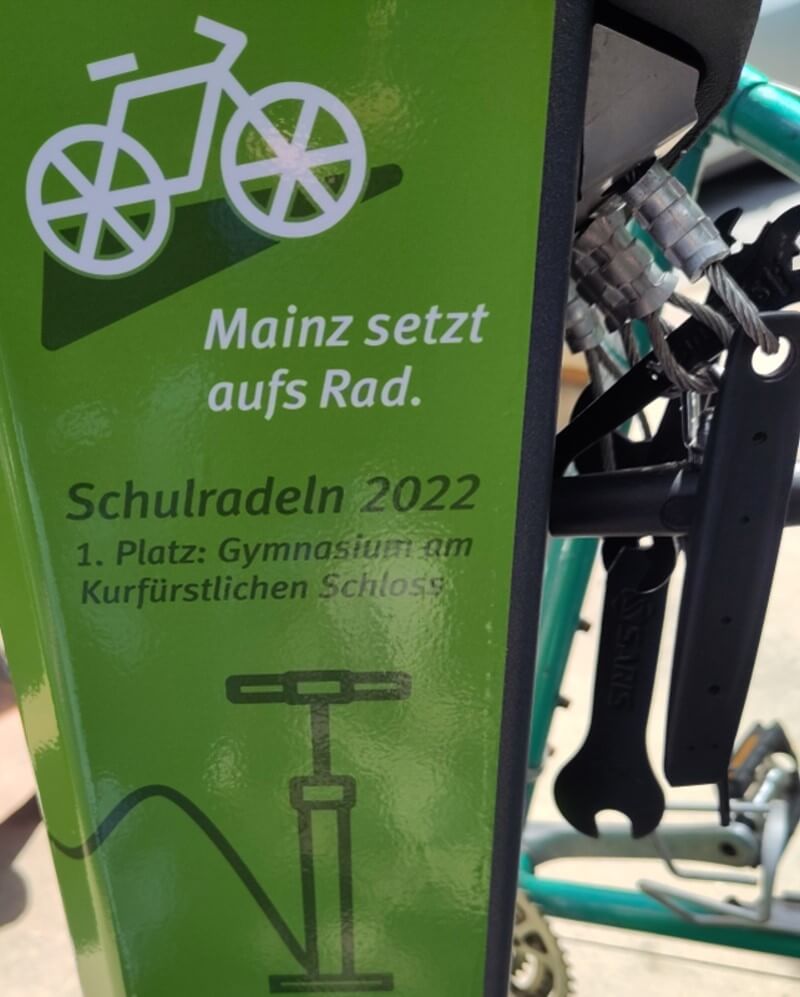 Mainz setzt
aufs Rad.
Schulradeln 2022
1. Platz: Gymnasium am
Kurfürstlichen Schloss